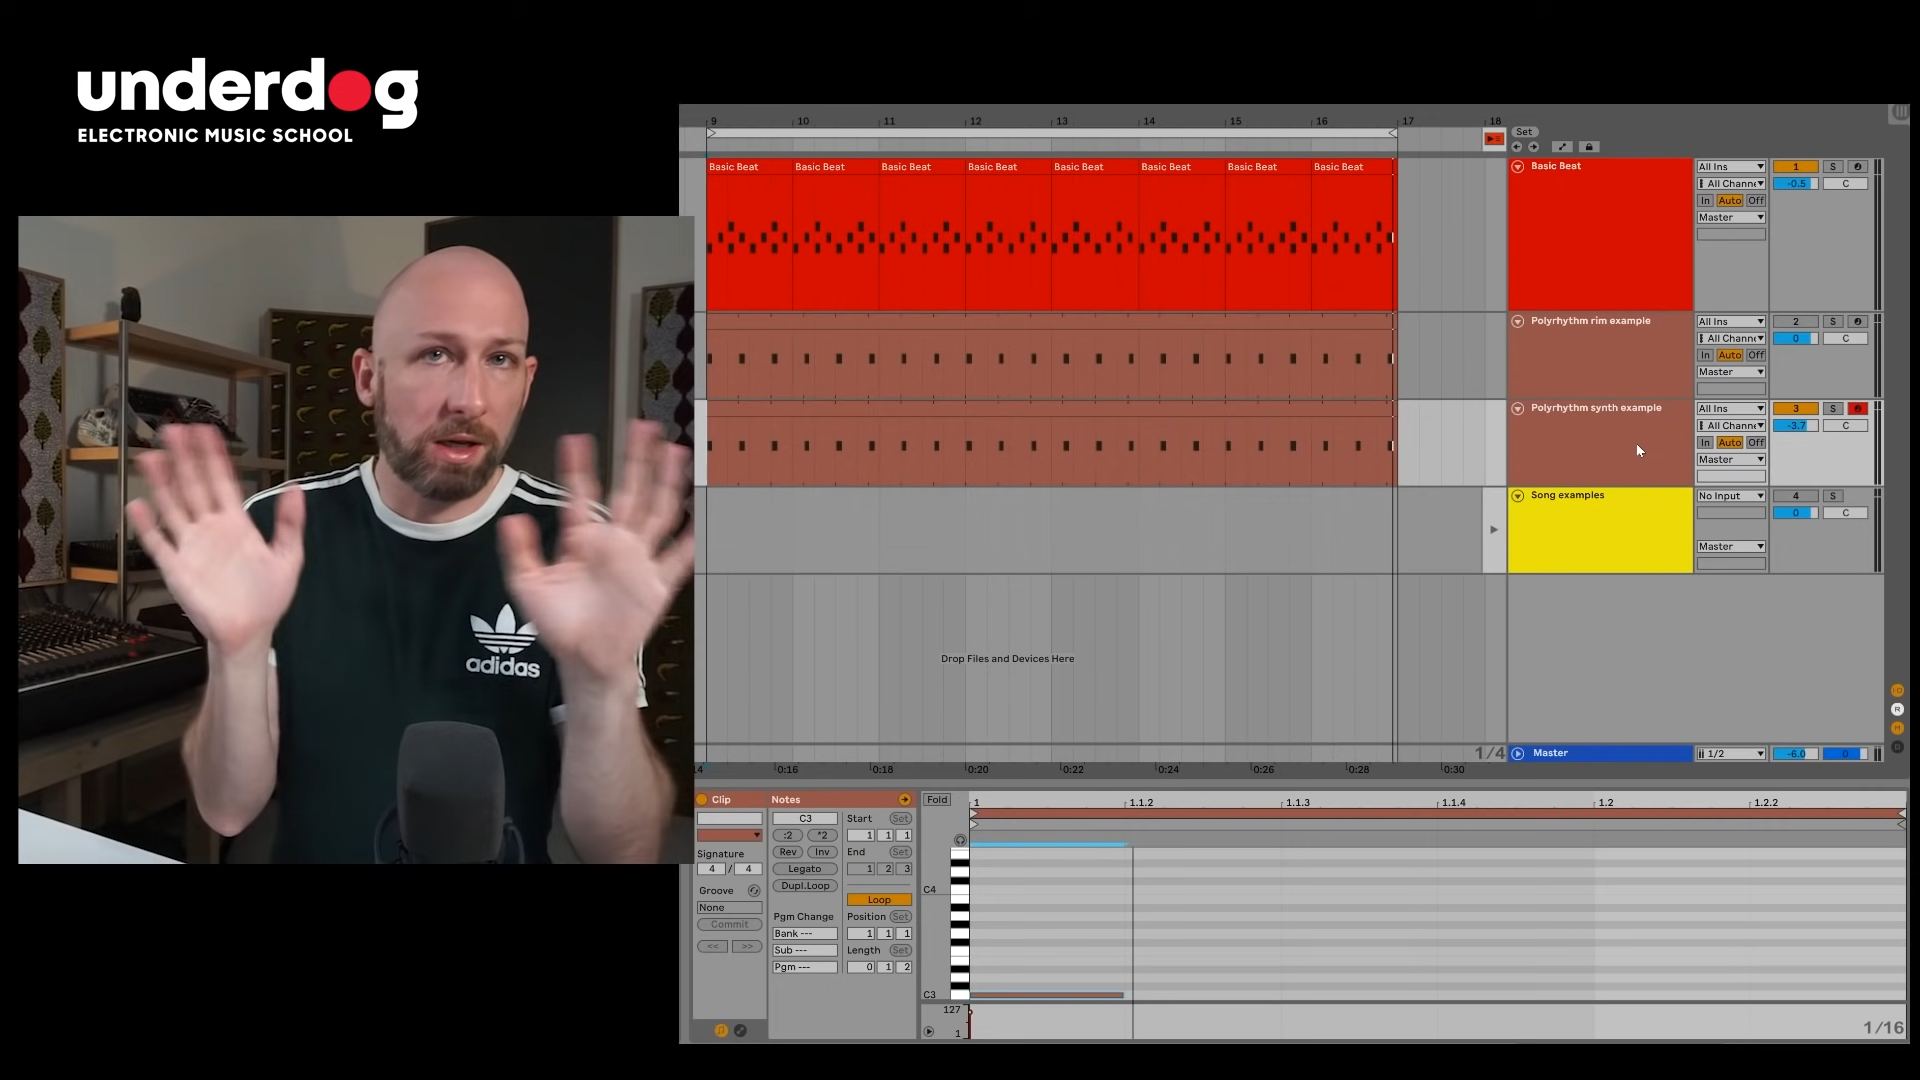 underdog
ELECTRONIC MUSIC SCHOOL
adidas
9 10 11 12 13 14 15 16 17 18
Set
Basic Beat Basic Beat Basic Beat Basic Beat Basic Beat Basic Beat Basic Beat Basic Beat
Basic Beat
All Ins 1 S
All Channe -0.5 C
In Auto Off
Master
Polyrhythm rim example
All Ins 2 S
All Channe 0 C
In Auto Off
Master
Polyrhythm synth example
All Ins 3 S
All Channe -3.7 C
In Auto Off
Master
Song examples
No Input 4 S
0 C
Master
Drop Files and Devices Here
1/4
Master
1/2 -6.0 0
14 0:16 0:18 0:20 0:22 0:24 0:26 0:28 0:30
Clip
Signature
4 / 4
Groove
None
Commit
<< >>
Notes
C3
:2 *2
Rev Inv
Legato
Dupl.Loop
Pgm Change
Bank ---
Sub ---
Pgm ---
Start Set
1 1 1
End Set
1 2 3
Loop
Position Set
1 1 1
Length Set
0 1 2
Fold
1 1.1.2 1.1.3 1.1.4 1.2 1.2.2
C4
C3
127
1
1/16